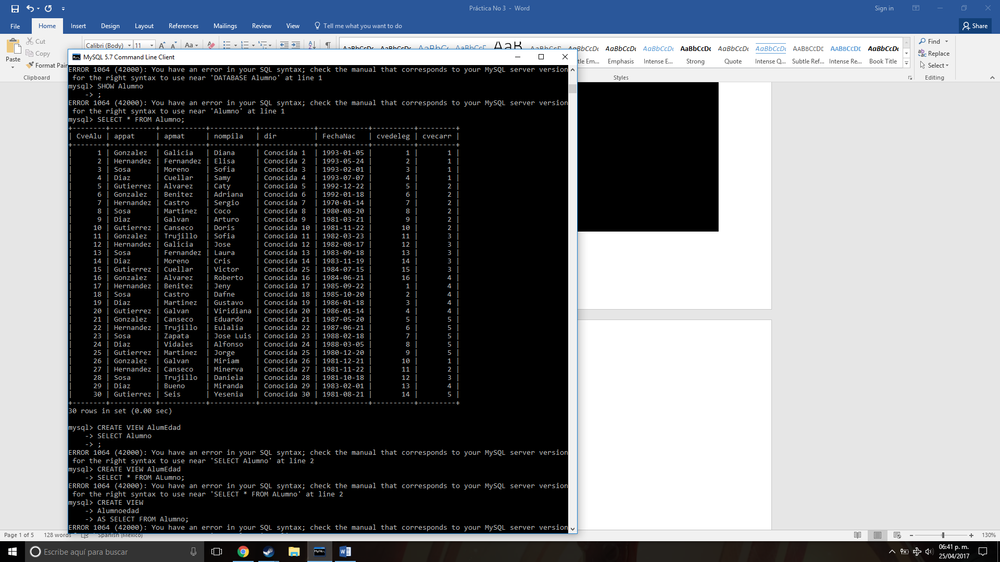 Práctica No 3 - Word
Sign in
File Home Insert Design Layout References Mailings Review View Tell me what you want to do Share
Paste
Cut
Copy
Format Pain
Clipboard
Calibri (Body) 11
AaBbCcDc AaBbCcDc AaBbCcI AaBbCcL AaB
tle Em...
AaBbCcDc Emphasis
AaBbCcDc Intense E...
AaBbCcDc Strong
AaBbCcDc Quote
AaBbCcDc Intense Q...
AABBCCDE Subtle Ref...
AABBCCDE Intense Re...
AaBbCcDc Book Title
Styles
Find
Replace
Select
Editing
MySQL 5.7 Command Line Client
ERROR 1064 (42000): You have an error in your SQL syntax; check the manual that corresponds to your MySQL server version
for the right syntax to use near 'DATABASE Alumno' at line 1
mysql> SHOW Alumno
-> ;
ERROR 1064 (42000): You have an error in your SQL syntax; check the manual that corresponds to your MySQL server version
for the right syntax to use near 'Alumno' at line 1
mysql> SELECT * FROM Alumno;
+--------+-----------+-----------+-----------+-------------+------------+----------+---------+
| CveAlu | appat | apmat | nompila | dir | FechaNac | cvedeleg | cvecarr |
+--------+-----------+-----------+-----------+-------------+------------+----------+---------+
| 1 | Gonzalez | Galicia | Diana | Conocida 1 | 1993-01-05 | 1 | 1 |
| 2 | Hernandez | Fernandez | Elisa | Conocida 2 | 1993-05-24 | 2 | 1 |
| 3 | Sosa | Moreno | Sofia | Conocida 3 | 1993-02-01 | 3 | 1 |
| 4 | Diaz | Cuellar | Samy | Conocida 4 | 1993-07-07 | 4 | 1 |
| 5 | Gutierrez | Alvarez | Caty | Conocida 5 | 1992-12-22 | 5 | 2 |
| 6 | Gonzalez | Benitez | Adriana | Conocida 6 | 1992-01-18 | 6 | 2 |
| 7 | Hernandez | Castro | Sergio | Conocida 7 | 1970-01-14 | 7 | 2 |
| 8 | Sosa | Martinez | Coco | Conocida 8 | 1980-08-20 | 8 | 2 |
| 9 | Diaz | Galvan | Arturo | Conocida 9 | 1981-03-21 | 9 | 2 |
| 10 | Gutierrez | Canseco | Doris | Conocida 10 | 1981-11-22 | 10 | 2 |
| 11 | Gonzalez | Trujillo | Sofia | Conocida 11 | 1982-03-23 | 11 | 3 |
| 12 | Hernandez | Galicia | Jose | Conocida 12 | 1982-08-17 | 12 | 3 |
| 13 | Sosa | Fernandez | Laura | Conocida 13 | 1983-09-18 | 13 | 3 |
| 14 | Diaz | Moreno | Cris | Conocida 14 | 1983-11-19 | 14 | 3 |
| 15 | Gutierrez | Cuellar | Victor | Conocida 25 | 1984-07-15 | 15 | 3 |
| 16 | Gonzalez | Alvarez | Roberto | Conocida 16 | 1984-06-21 | 16 | 4 |
| 17 | Hernandez | Benitez | Jeny | Conocida 17 | 1985-09-22 | 1 | 4 |
| 18 | Sosa | Castro | Dafne | Conocida 18 | 1985-10-20 | 2 | 4 |
| 19 | Diaz | Martinez | Gustavo | Conocida 19 | 1986-01-18 | 3 | 4 |
| 20 | Gutierrez | Galvan | Viridiana | Conocida 20 | 1986-01-14 | 4 | 4 |
| 21 | Gonzalez | Canseco | Eduardo | Conocida 21 | 1987-05-20 | 5 | 5 |
| 22 | Hernandez | Trujillo | Eulalia | Conocida 22 | 1987-06-21 | 6 | 5 |
| 23 | Sosa | Zapata | Jose Luis | Conocida 23 | 1988-02-18 | 7 | 5 |
| 24 | Diaz | Vidales | Alfonso | Conocida 24 | 1988-03-05 | 8 | 5 |
| 25 | Gutierrez | Martinez | Jorge | Conocida 25 | 1980-12-20 | 9 | 5 |
| 26 | Gonzalez | Galvan | Miriam | Conocida 26 | 1981-12-21 | 10 | 1 |
| 27 | Hernandez | Canseco | Minerva | Conocida 27 | 1981-11-22 | 11 | 2 |
| 28 | Sosa | Trujillo | Daniela | Conocida 28 | 1981-10-18 | 12 | 3 |
| 29 | Diaz | Bueno | Miranda | Conocida 29 | 1983-02-01 | 13 | 4 |
| 30 | Gutierrez | Seis | Yesenia | Conocida 30 | 1981-08-21 | 14 | 5 |
+--------+-----------+-----------+-----------+-------------+------------+----------+---------+
30 rows in set (0.00 sec)
mysql> CREATE VIEW AlumEdad
-> SELECT Alumno
-> ;
ERROR 1064 (42000): You have an error in your SQL syntax; check the manual that corresponds to your MySQL server version
for the right syntax to use near 'SELECT Alumno' at line 2
mysql> CREATE VIEW AlumEdad
-> SELECT * FROM ALumno;
ERROR 1064 (42000): You have an error in your SQL syntax; check the manual that corresponds to your MySQL server version
for the right syntax to use near 'SELECT * FROM ALumno' at line 2
mysql> CREATE VIEW
-> Alumnoedad
-> AS SELECT FROM Alumno;
ERROR 1064 (42000): You have an error in your SQL syntax; check the manual that corresponds to your MySQL server version
Page 1 of 5 128 words Spanish (Mexico) 130%
Escribe aquí para buscar
06:41 p. m.
25/04/2017